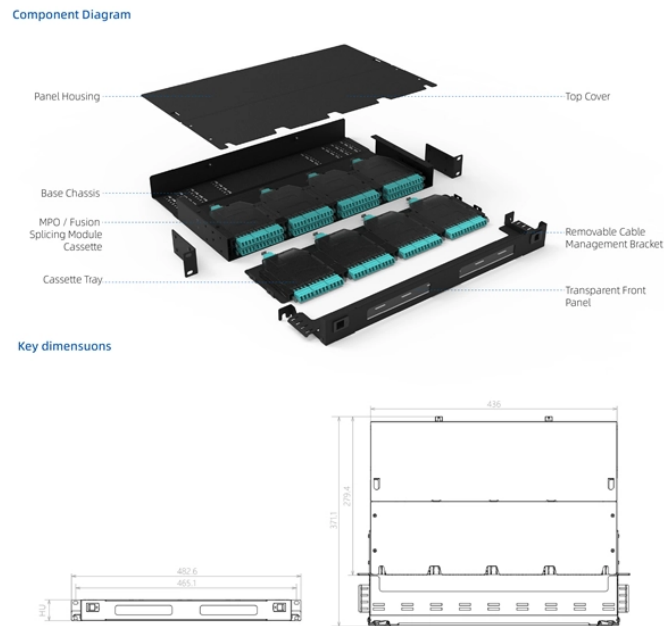 Component Diagram
Panel Housing
Top Cover
Base Chassis
MPO / Fusion
Splicing Module
Cassette
Removable Cable
Management Bracket
Cassette Tray
Transparent Front
Panel
Key dimensuons
436
279.4
371.1
482.6
465.1
HU